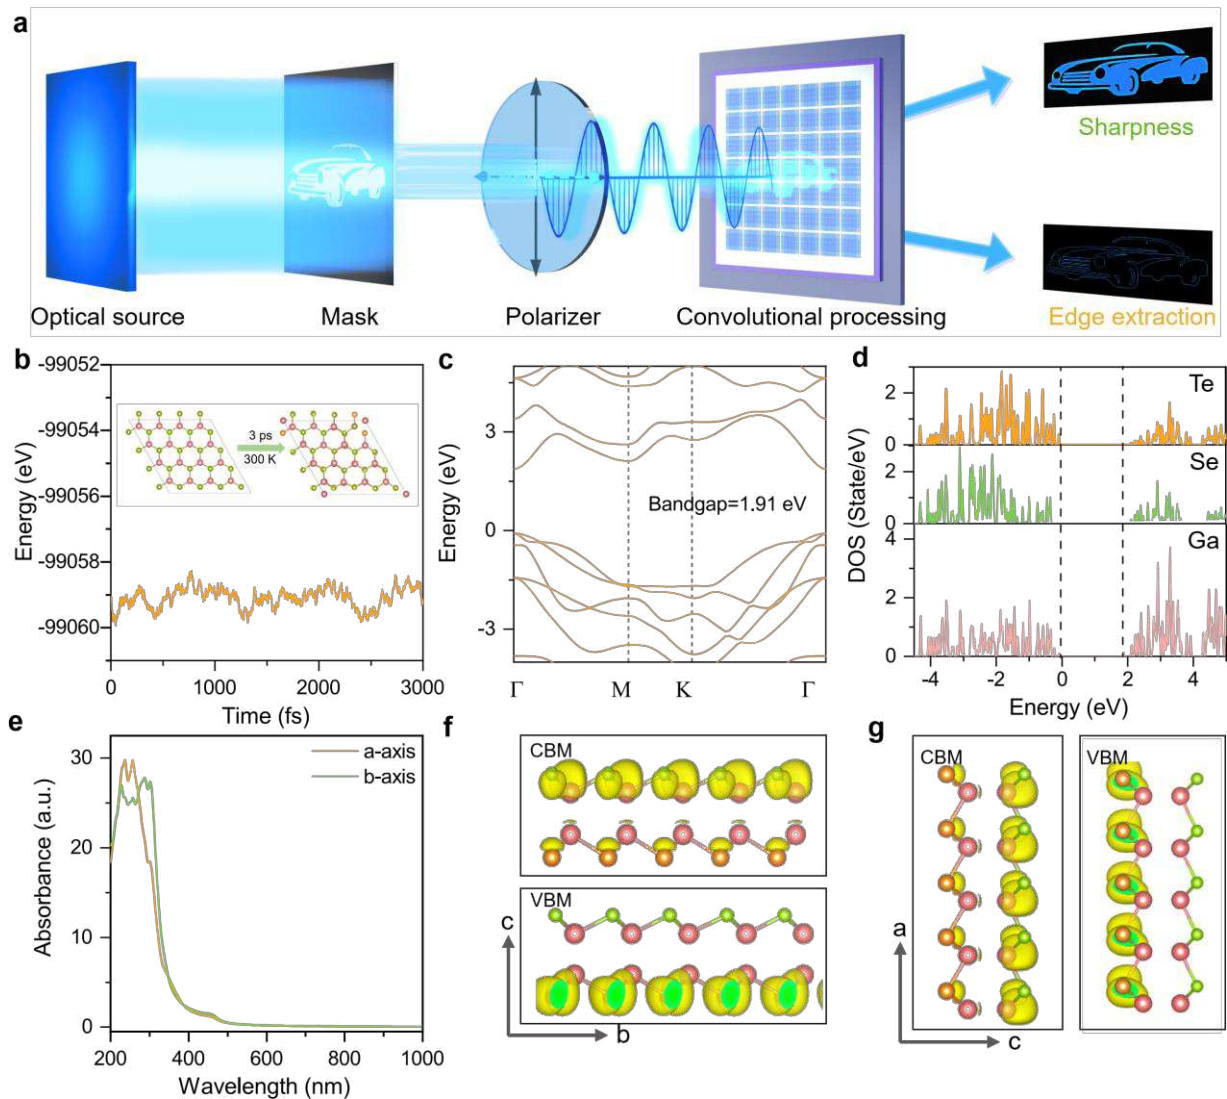 a
Sharpness
Optical source
Mask
Polarizer
Convolutional processing
Edge extraction
b
-99052
-99054
-99056
-99058
-99060
Energy (eV)
3 ps
300 K
0
1000
2000
3000
Time (fs)
c
3
0
-3
Energy (eV)
Bandgap=1.91 eV
Γ
M
K
Γ
d
Te
Se
Ga
2
0
2
0
4
2
0
DOS (State/eV)
-4
-2
0
2
4
Energy (eV)
e
a-axis
b-axis
30
20
10
0
Absorbance (a.u.)
200
400
600
800
1000
Wavelength (nm)
f
CBM
VBM
c
b
g
CBM
VBM
a
c